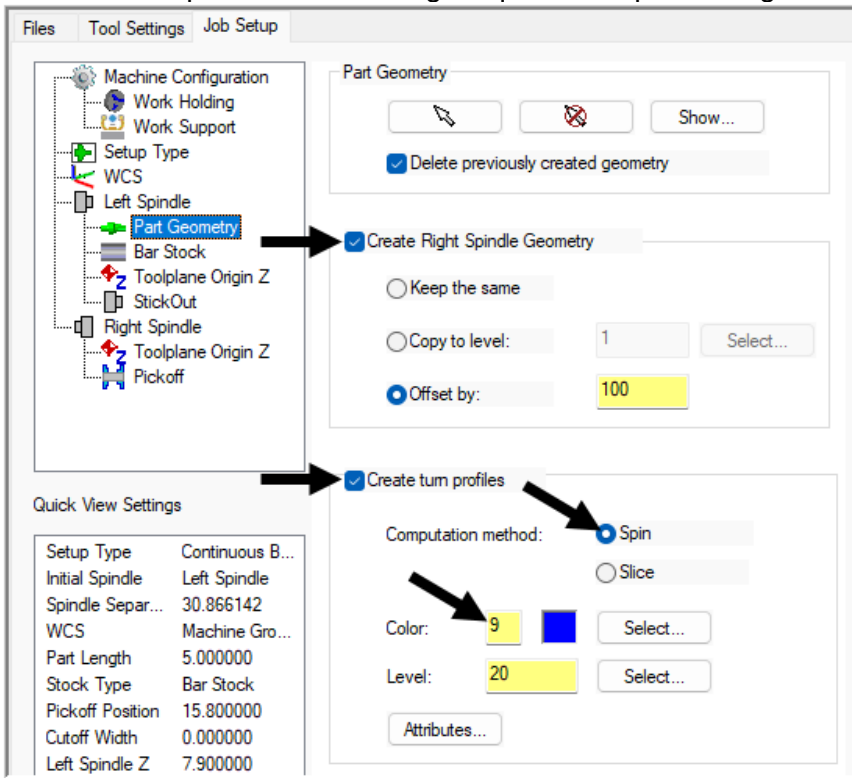 Files Tool Settings Job Setup
Machine Configuration
Work Holding
Work Support
Setup Type
WCS
Left Spindle
Part Geometry
Bar Stock
Toolplane Origin Z
StickOut
Right Spindle
Toolplane Origin Z
Pickoff
Part Geometry
Show...
Delete previously created geometry
Create Right Spindle Geometry
Keep the same
Copy to level: 1 Select...
Offset by: 100
Create turn profiles
Computation method: Spin
Slice
Color: 9 Select...
Level: 20 Select...
Attributes...
Quick View Settings
Setup Type Continuous B...
Initial Spindle Left Spindle
Spindle Separ... 30.866142
WCS Machine Gro...
Part Length 5.000000
Stock Type Bar Stock
Pickoff Position 15.800000
Cutoff Width 0.000000
Left Spindle Z 7.900000